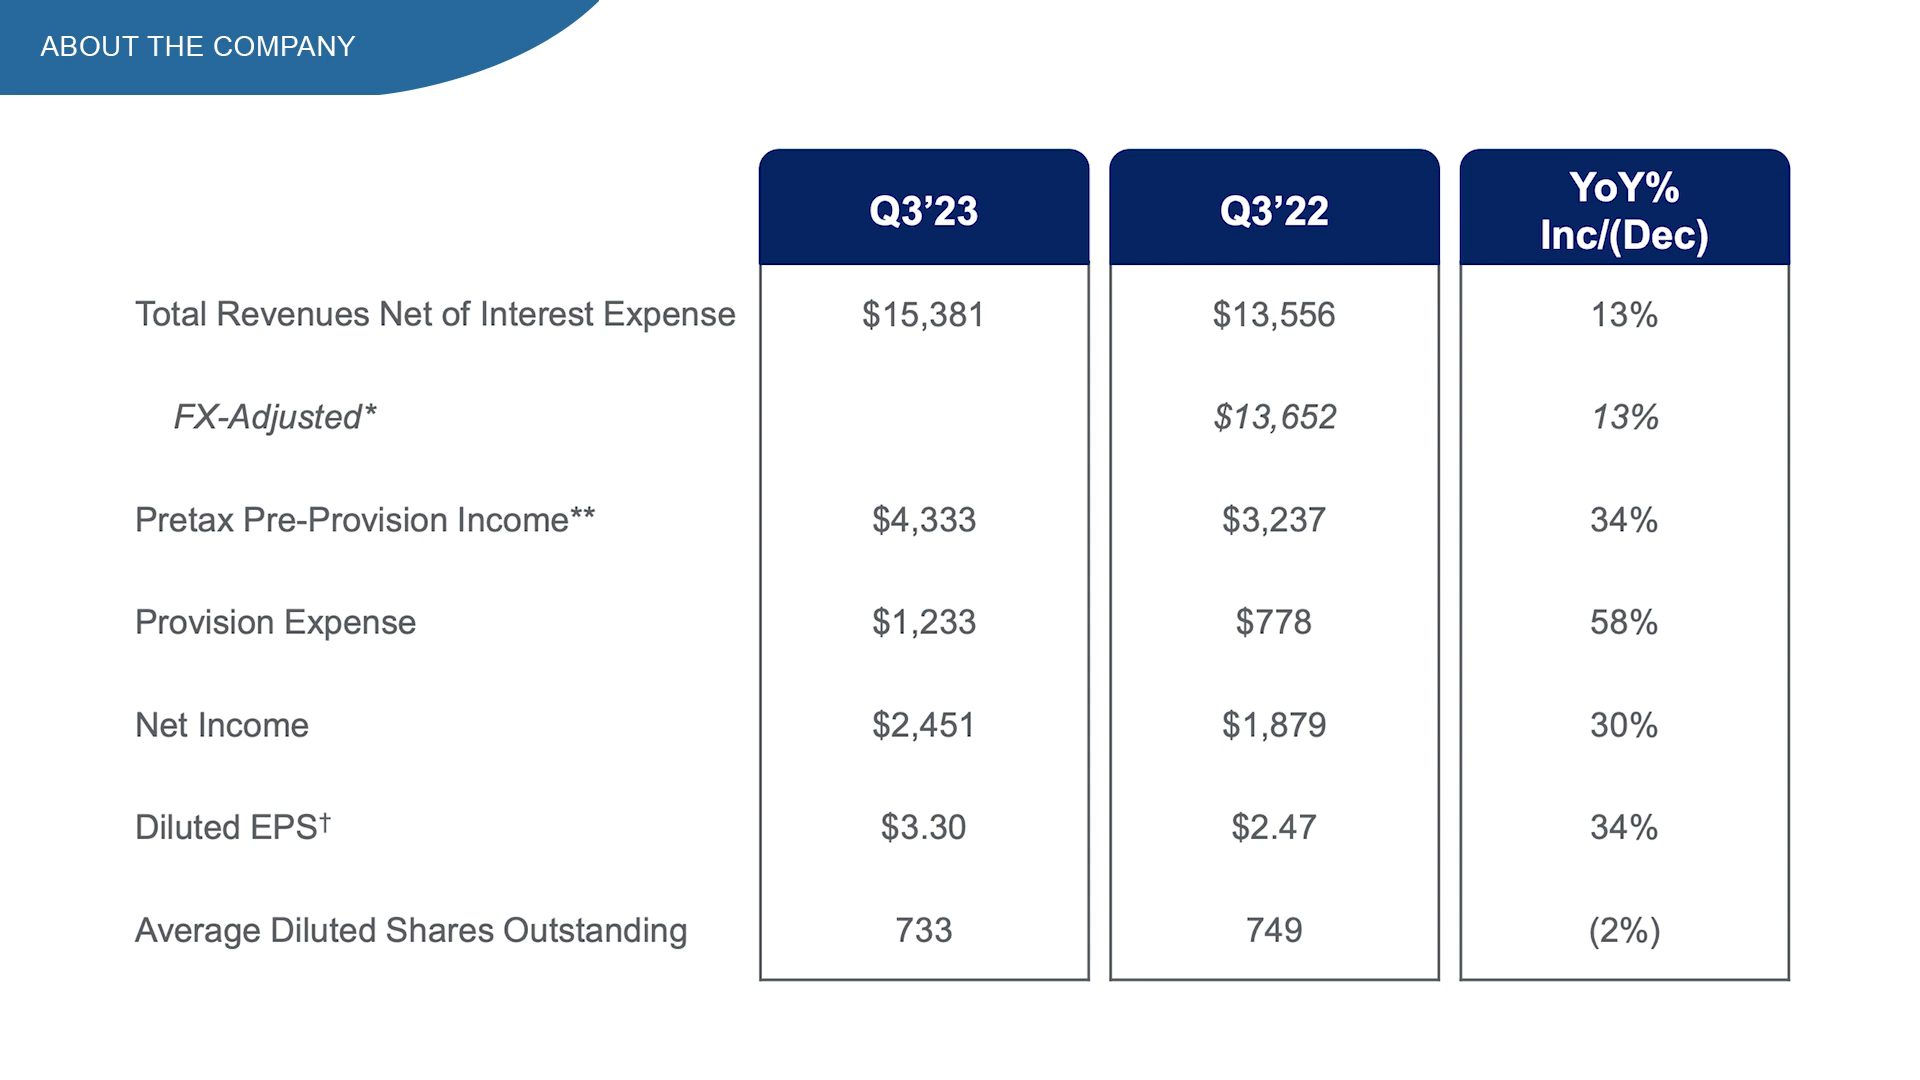 ABOUT THE COMPANY
Q3’23 Q3’22 YoY%
Inc/(Dec)
Total Revenues Net of Interest Expense $15,381 $13,556 13%
FX-Adjusted* $13,652 13%
Pretax Pre-Provision Income** $4,333 $3,237 34%
Provision Expense $1,233 $778 58%
Net Income $2,451 $1,879 30%
Diluted EPS† $3.30 $2.47 34%
Average Diluted Shares Outstanding 733 749 (2%)